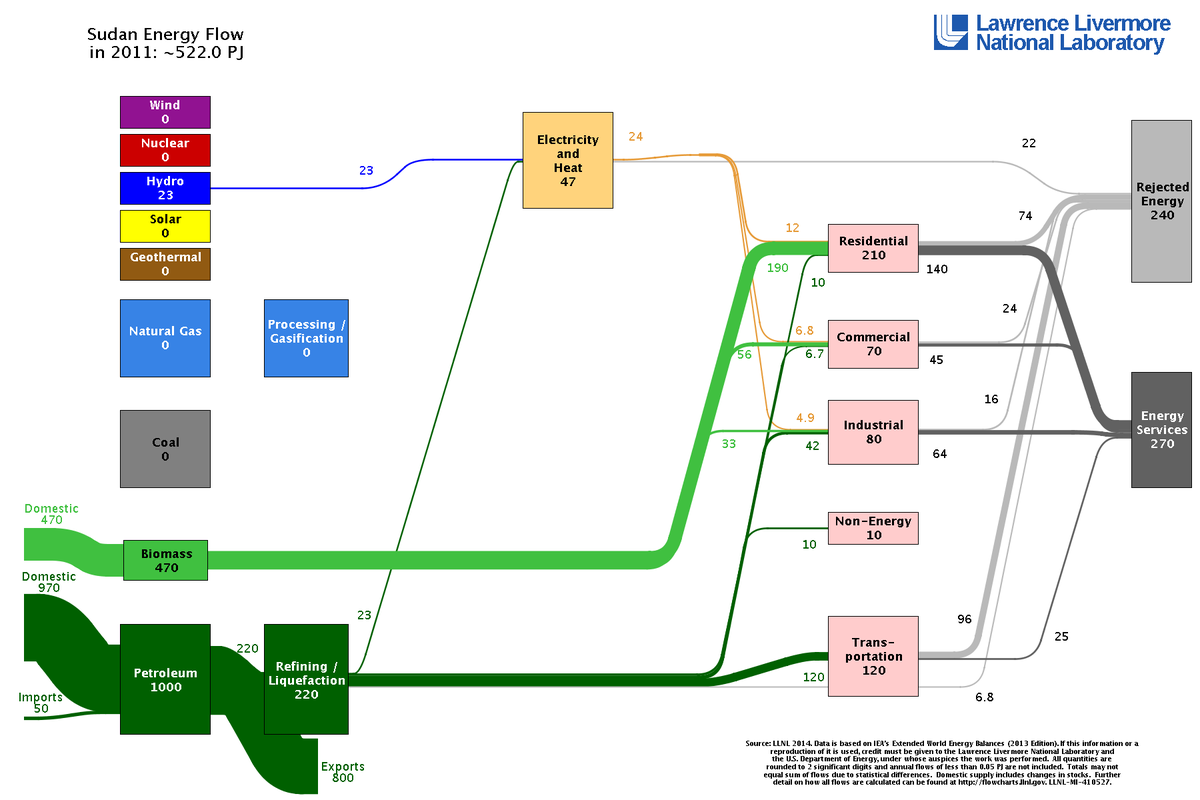 Sudan Energy Flow
in 2011: ~522.0 PJ
Lawrence Livermore
National Laboratory
Wind
0
Nuclear
0
Hydro
23
Solar
0
Geothermal
0
Natural Gas
0
Processing /
Gasification
0
Coal
0
Domestic
470
Biomass
470
Domestic
970
Petroleum
1000
Imports
50
220
Refining /
Liquefaction
220
Exports
800
23
23
Electricity
and
Heat
47
24
22
12
190
10
Residential
210
74
140
6.8
56
6.7
Commercial
70
24
45
4.9
33
42
Industrial
80
16
64
Non-Energy
10
10
Trans-
portation
120
120
96
25
6.8
Rejected
Energy
240
Energy
Services
270
Source: LLNL 2014. Data is based on IEA's Extended World Energy Balances (2013 Edition). If this information or a
reproduction of it is used, credit must be given to the Lawrence Livermore National Laboratory and
the U.S. Department of Energy, under whose auspices the work was performed. All quantities are
rounded to 2 significant digits and annual flows of less than 0.05 PJ are not included. Totals may not
equal sum of flows due to statistical differences. Domestic supply includes changes in stocks. Further
detail on how all flows are calculated can be found at http://flowcharts.llnl.gov. LLNL-MI-410527.